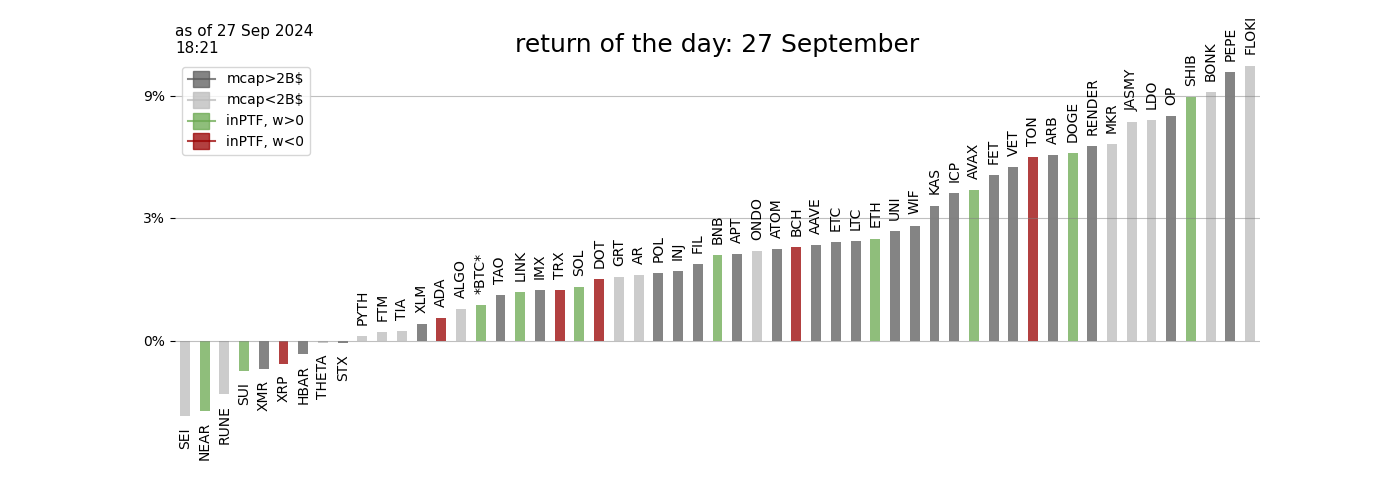 as of 27 Sep 2024
18:21
return of the day: 27 September
mcap>2B$
mcap<2B$
inPTF, w>0
inPTF, w<0
9%
3%
0%
SEI
NEAR
RUNE
SUI
XMR
XRP
HBAR
THETA
STX
PYTH
FTM
TIA
XLM
ADA
ALGO
*BTC*
TAO
LINK
IMX
TRX
SOL
DOT
GRT
AR
POL
INJ
FIL
BNB
APT
ONDO
ATOM
BCH
AAVE
ETC
LTC
ETH
UNI
WIF
KAS
ICP
AVAX
FET
VET
TON
ARB
DOGE
RENDER
MKR
JASMY
LDO
OP
SHIB
BONK
PEPE
FLOKI